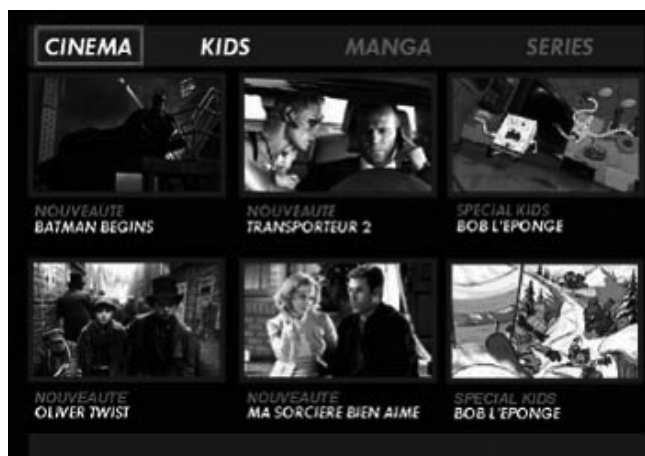 CINEMA KIDS MANGA SERIES
NOUVEAUTE
BATMAN BEGINS
NOUVEAUTE
TRANSPORTEUR 2
SPECIAL KIDS
BOB L'EPONGE
NOUVEAUTE
OLIVER TWIST
NOUVEAUTE
MA SORCIERE BIEN AIME
SPECIAL KIDS
BOB L'EPONGE